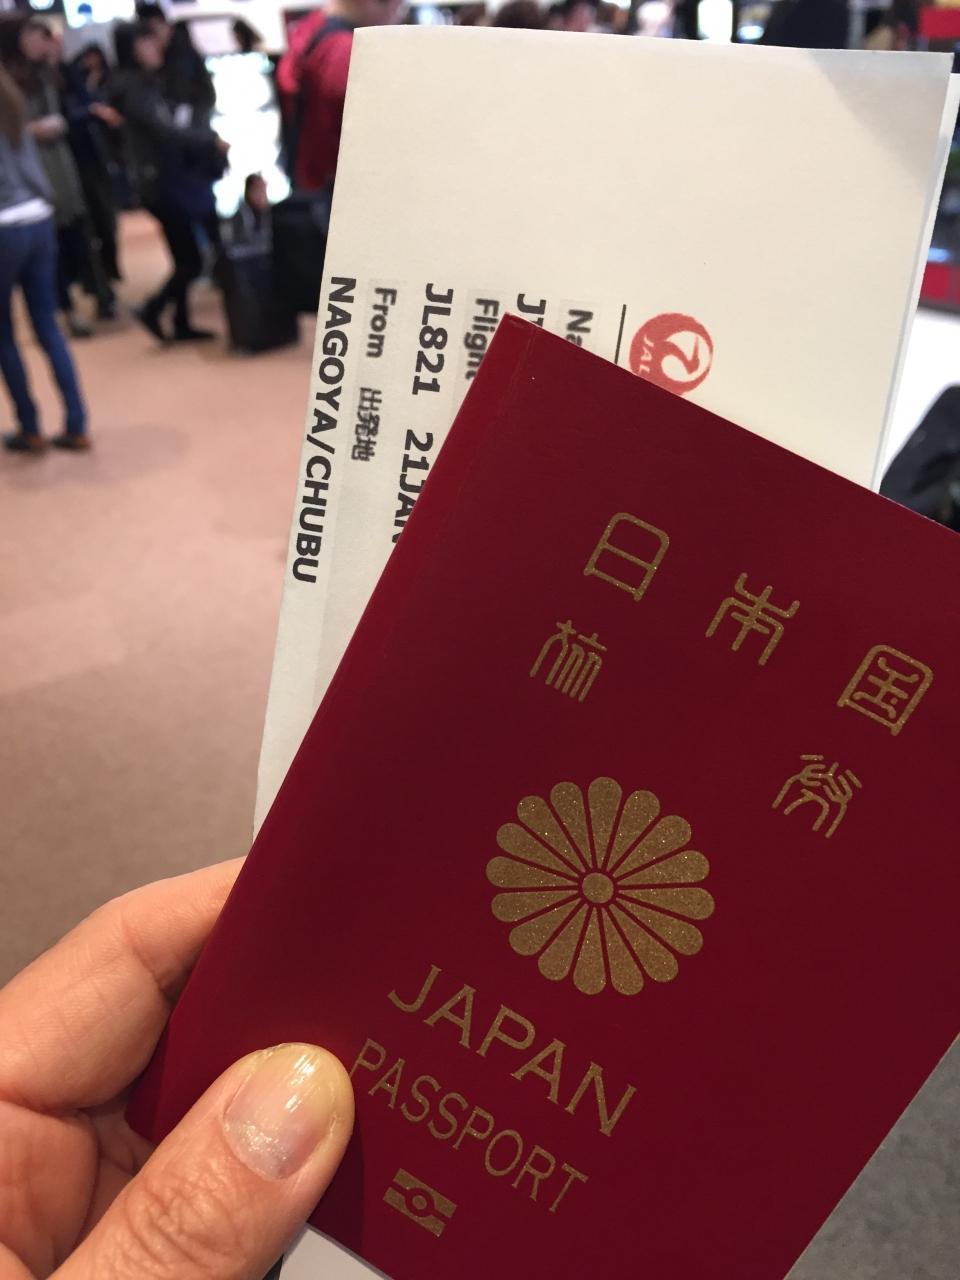 JAL
Flight
JL821 21JAN
From 出発地
NAGOYA/CHUBU
日本国
旅券
JAPAN
PASSPORT